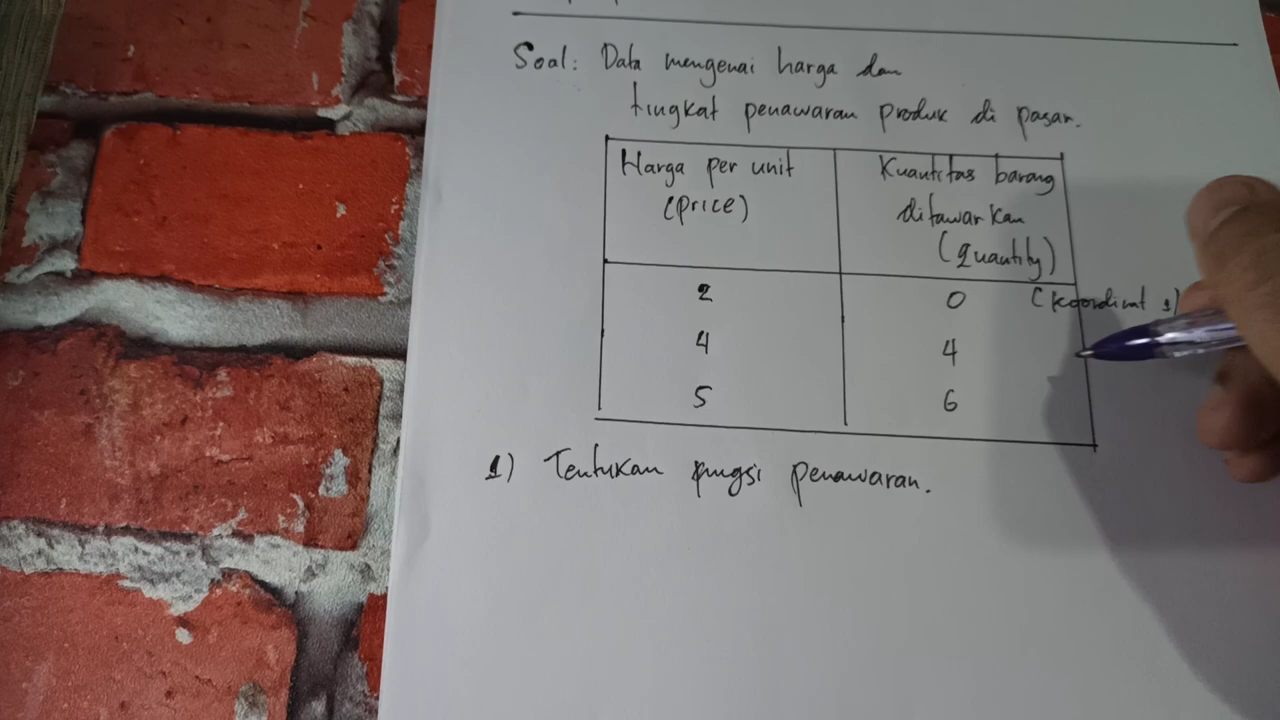 Soal: Data mengenai harga dan
tingkat penawaran produk di pasar.
Harga per unit
(price)
Kuantitas barang
ditawarkan
(quantity)
2
0
(koordinat 1)
4
4
5
6
1) Tentukan fungsi penawaran.